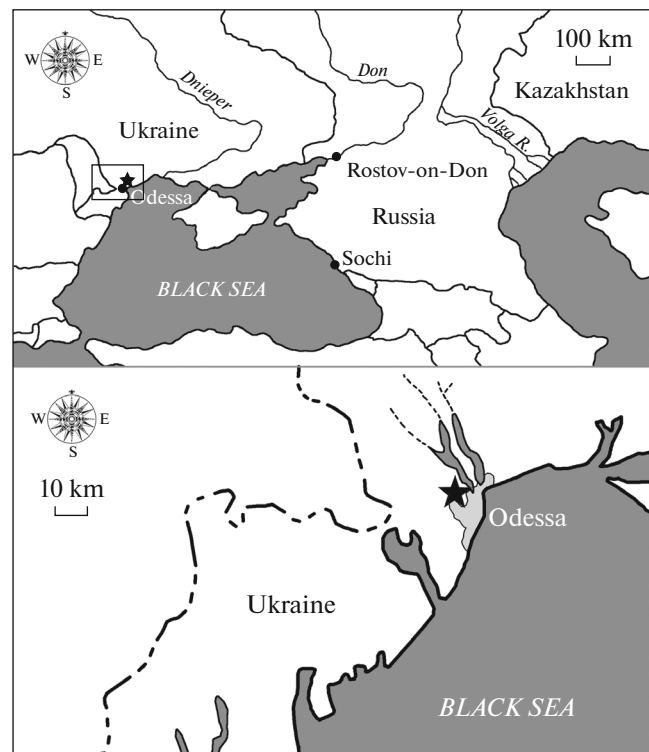 N
W E
S
100 km
Dnieper
Don
Kazakhstan
Volga R.
Ukraine
Rostov-on-Don
Odessa
Russia
Sochi
BLACK SEA
W E
S
10 km
Odessa
Ukraine
BLACK SEA